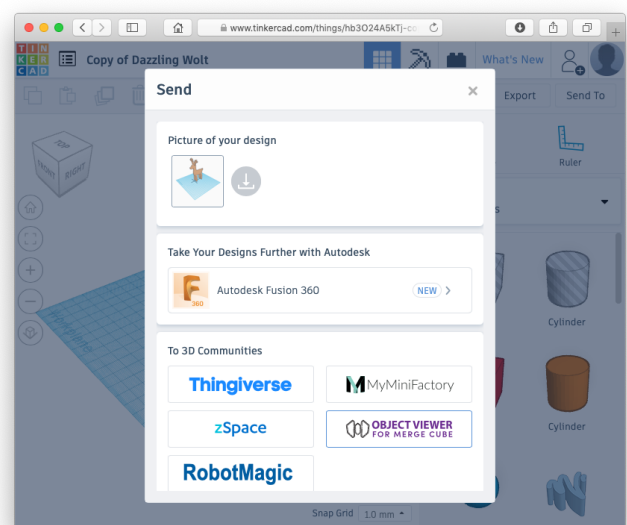 www.tinkercad.com/things/hb3O24A5kTj-co
TIN
KER
CAD
Copy of Dazzling Wolt
What's New
Send
Export
Send To
Picture of your design
TOP
FRONT
RIGHT
Ruler
Take Your Designs Further with Autodesk
360
Autodesk Fusion 360
NEW
Workplane
Cylinder
To 3D Communities
Thingiverse
MyMiniFactory
zSpace
OBJECT VIEWER
FOR MERGE CUBE
Cylinder
RobotMagic
Snap Grid
1.0 mm